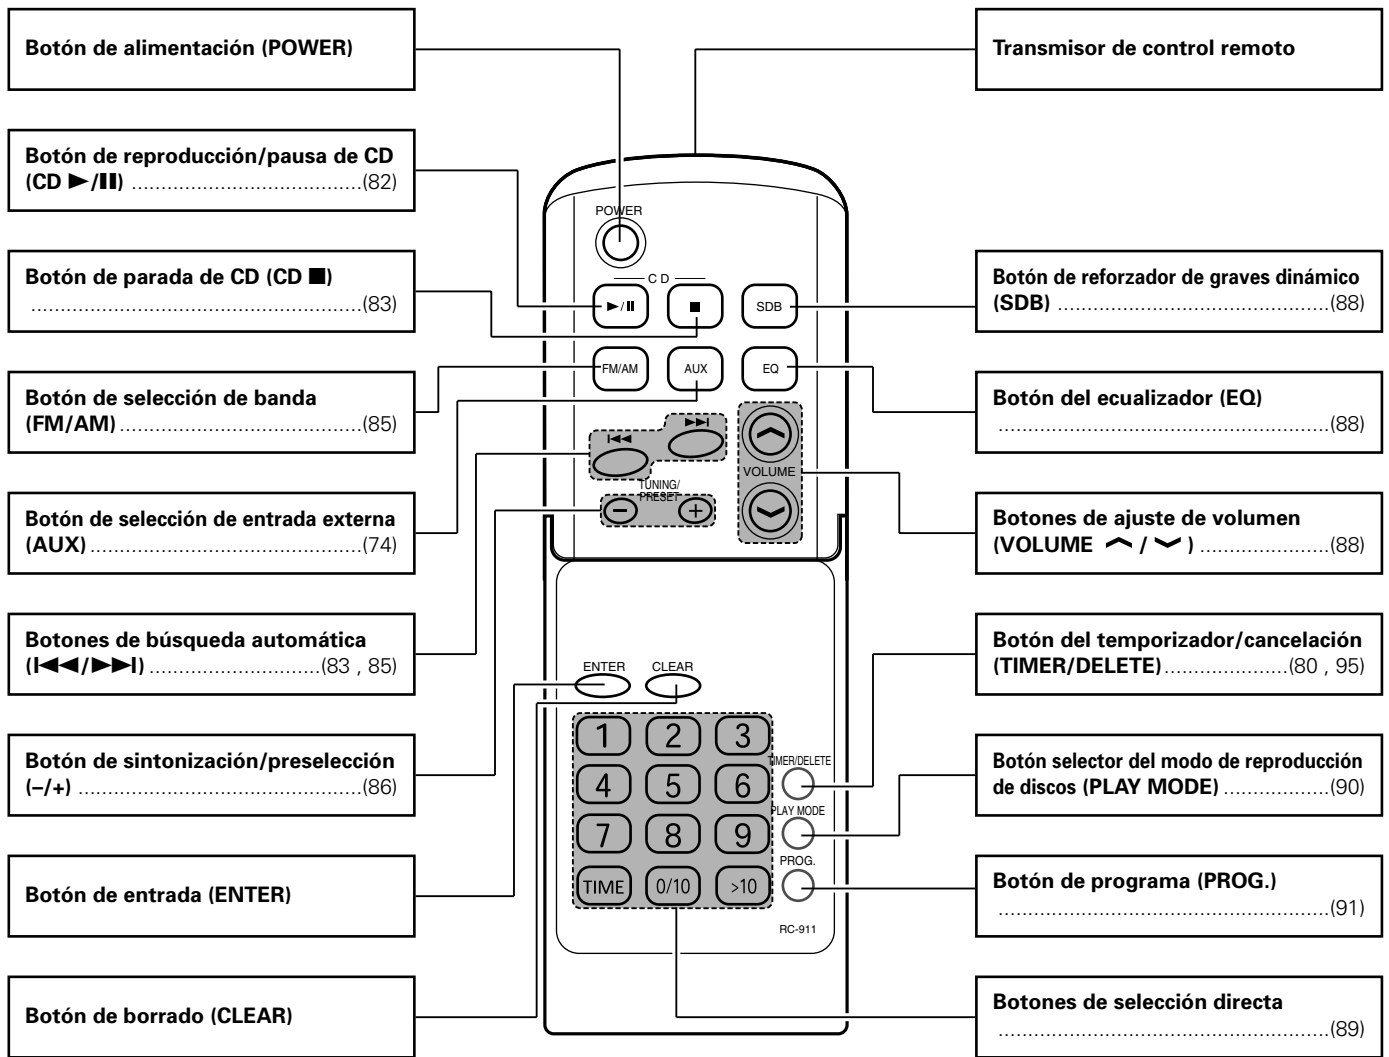 Botón de alimentación (POWER)
Botón de reproducción/pausa de CD
(CD ►/❚❚) ......................................(82)
Botón de parada de CD (CD ■)
........................................................(83)
Botón de selección de banda
(FM/AM).........................................(85)
Botón de selección de entrada externa
(AUX)..............................................(74)
Botones de búsqueda automática
(I◄◄/►►I).............................(83 , 85)
Botón de sintonización/preselección
(–/+) ................................................(86)
Botón de entrada (ENTER)
Botón de borrado (CLEAR)
POWER
CD
►/❚❚
■
SDB
FM/AM
AUX
EQ
I◄◄
►►I
VOLUME
TUNING/
PRESET
−
+
ENTER
CLEAR
1
2
3
TIMER/DELETE
4
5
6
PLAY MODE
7
8
9
PROG.
TIME
0/10
>10
RC-911
Transmisor de control remoto
Botón de reforzador de graves dinámico
(SDB) ..............................................(88)
Botón del ecualizador (EQ)
........................................................(88)
Botones de ajuste de volumen
(VOLUME ︿ / ﹀ ) ......................(88)
Botón del temporizador/cancelación
(TIMER/DELETE).....................(80 , 95)
Botón selector del modo de reproducción
de discos (PLAY MODE) ..................(90)
Botón de programa (PROG.)
........................................................(91)
Botones de selección directa
........................................................(89)